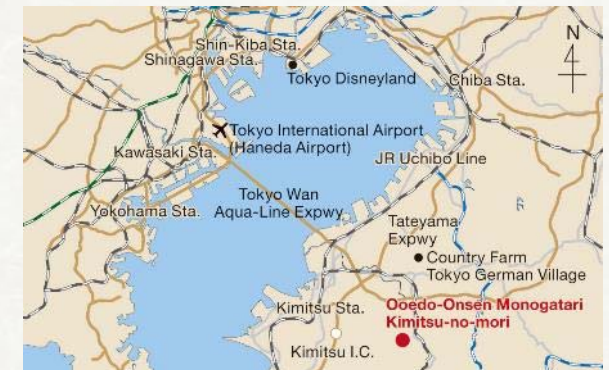 N
Shin-Kiba Sta.
Shinagawa Sta.
Tokyo Disneyland
Chiba Sta.
Tokyo International Airport
(Haneda Airport)
Kawasaki Sta.
JR Uchibo Line
Tokyo Wan
Aqua-Line Expwy
Yokohama Sta.
Tateyama
Expwy
Country Farm
Tokyo German Village
Kimitsu Sta.
Ooedo-Onsen Monogatari
Kimitsu-no-mori
Kimitsu I.C.